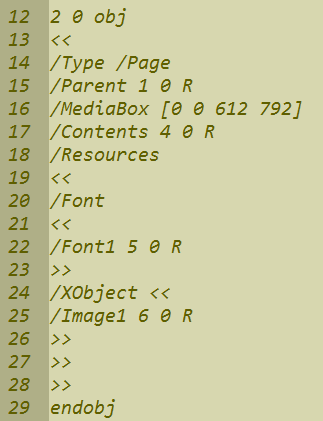 12 2 0 obj
13 <<
14 /Type /Page
15 /Parent 1 0 R
16 /MediaBox [0 0 612 792]
17 /Contents 4 0 R
18 /Resources
19 <<
20 /Font
21 <<
22 /Font1 5 0 R
23 >>
24 /XObject <<
25 /Image1 6 0 R
26 >>
27 >>
28 >>
29 endobj